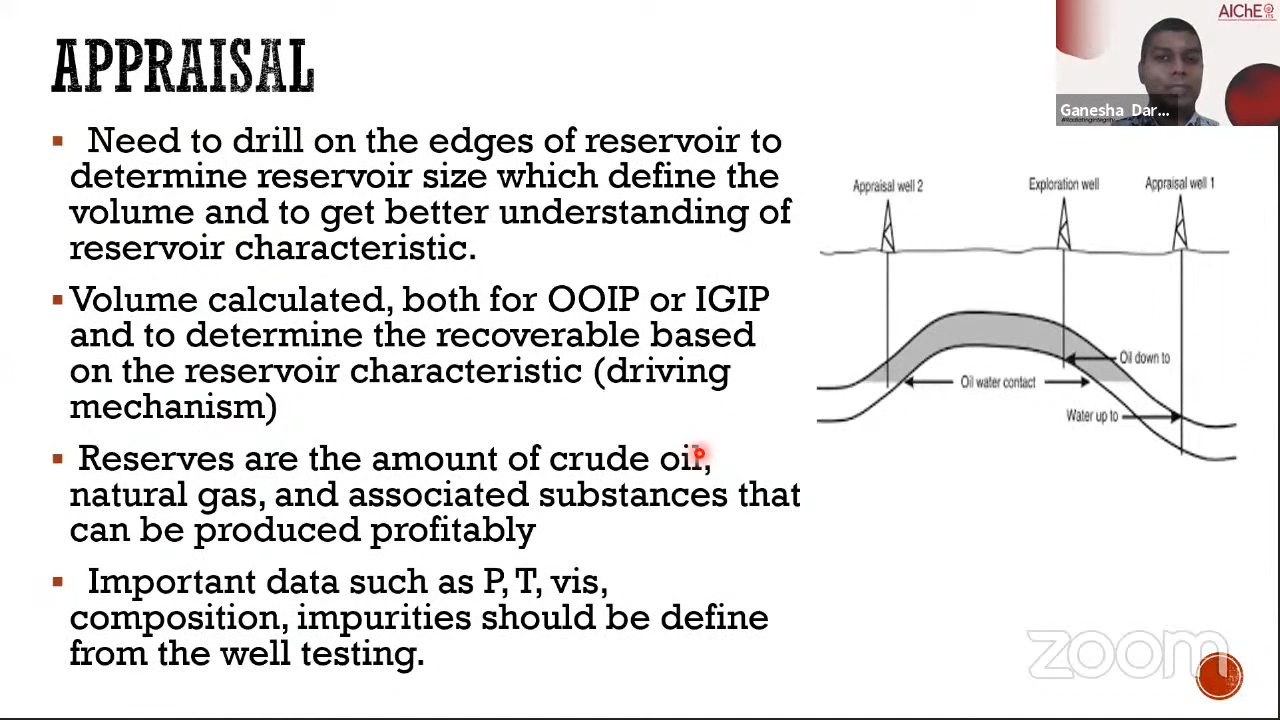 APPRAISAL
Need to drill on the edges of reservoir to
determine reservoir size which define the
volume and to get better understanding of
reservoir characteristic.
Volume calculated, both for OOIP or IGIP
and to determine the recoverable based
on the reservoir characteristic (driving
mechanism)
Reserves are the amount of crude oil,
natural gas, and associated substances that
can be produced profitably
Important data such as P, T, vis,
composition, impurities should be define
from the well testing.
AIChE
ITS
Ganesha Dar...
Appraisal well 2
Exploration well
Appraisal well 1
Oil down to
Oil water contact
Water up to
zoom